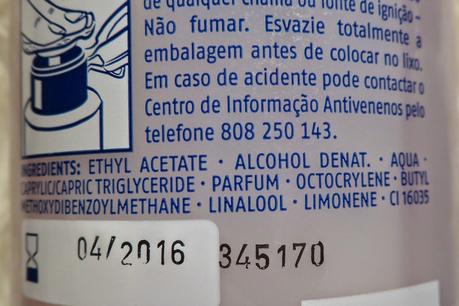 de qualquer chama ou fonte de ignição –
Não fumar. Esvazie totalmente a
embalagem antes de colocar no lixo.
Em caso de acidente pode contactar o
Centro de Informação Antivenenos pelo
telefone 808 250 143.
INGREDIENTS: ETHYL ACETATE · ALCOHOL DENAT. · AQUA ·
CAPRYLIC/CAPRIC TRIGLYCERIDE · PARFUM · OCTOCRYLENE · BUTYL
METHOXYDIBENZOYLMETHANE · LINALOOL · LIMONENE · CI 16035
04/2016 345170